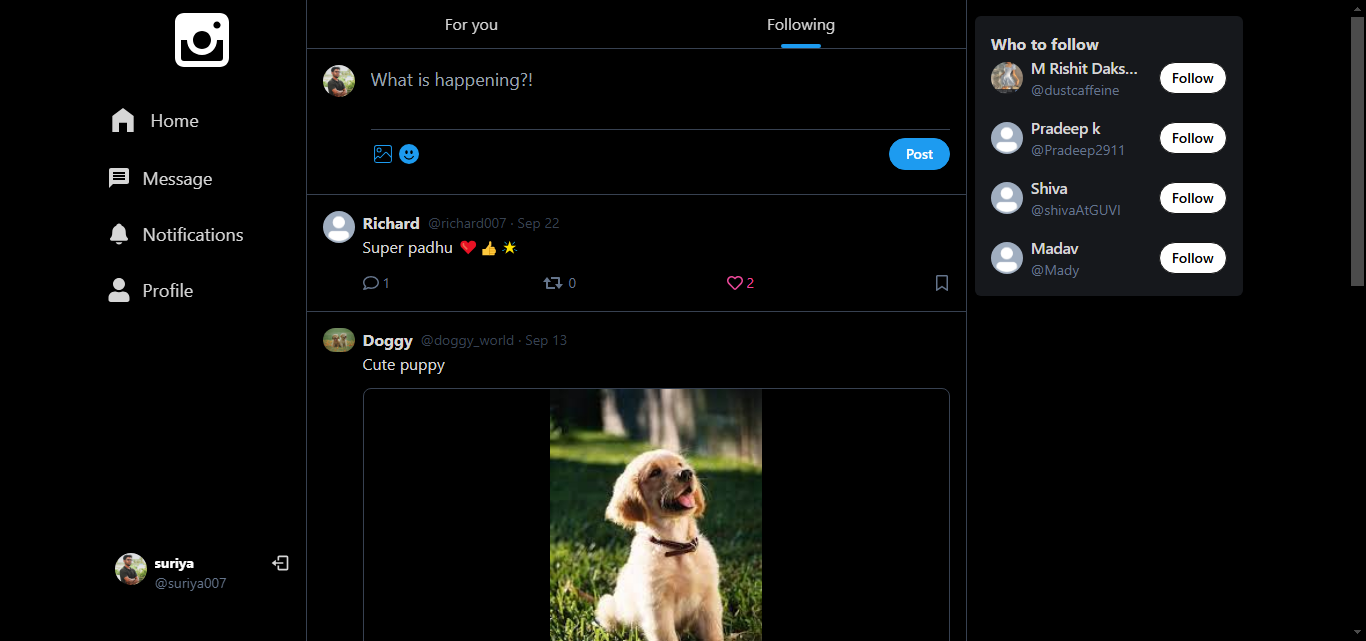 For you
Following
What is happening?!
Post
Home
Message
Notifications
Profile
suriya
@suriya007
Richard @richard007 · Sep 22
Super padhu ❤️👍🌟
1
0
2
Doggy @doggy_world · Sep 13
Cute puppy
Who to follow
M Rishit Daks...
@dustcaffeine
Follow
Pradeep k
@Pradeep2911
Follow
Shiva
@shivaAtGUVI
Follow
Madav
@Mady
Follow